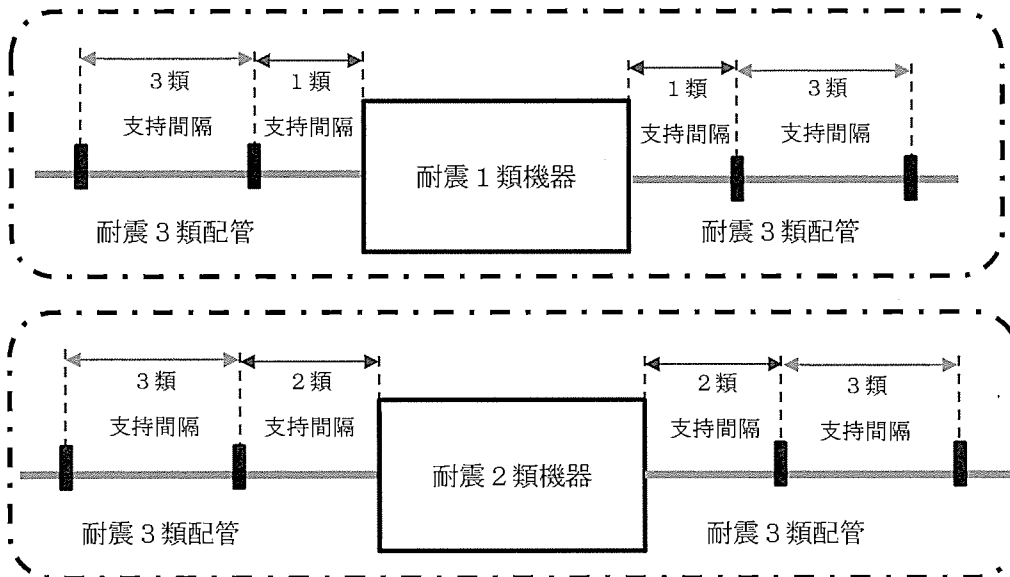 3類 1類 1類 3類
支持間隔 支持間隔 支持間隔 支持間隔
耐震1類機器
耐震3類配管 耐震3類配管
3類 2類 2類 3類
支持間隔 支持間隔 支持間隔 支持間隔
耐震2類機器
耐震3類配管 耐震3類配管